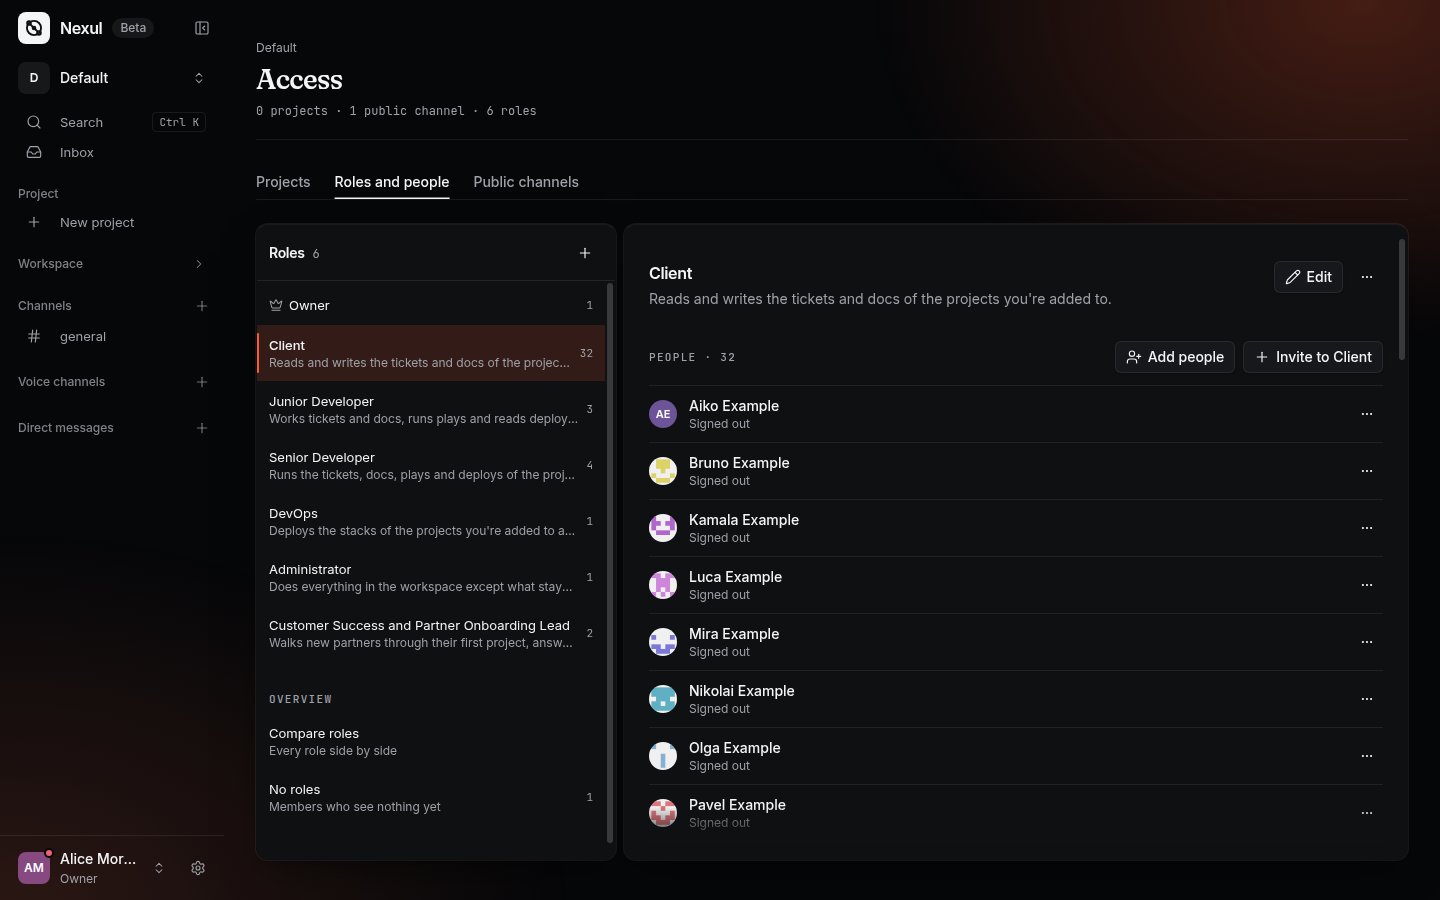 Nexul Beta
D Default
Search Ctrl K
Inbox
Project
New project
Workspace
Channels
general
Voice channels
Direct messages
AM Alice Mor...
Owner
Default
Access
0 projects · 1 public channel · 6 roles
Projects Roles and people Public channels
Roles 6
Owner 1
Client 32
Reads and writes the tickets and docs of the projec...
Junior Developer 3
Works tickets and docs, runs plays and reads deploy...
Senior Developer 4
Runs the tickets, docs, plays and deploys of the proj...
DevOps 1
Deploys the stacks of the projects you're added to a...
Administrator 1
Does everything in the workspace except what stay...
Customer Success and Partner Onboarding Lead 2
Walks new partners through their first project, answ...
OVERVIEW
Compare roles
Every role side by side
No roles 1
Members who see nothing yet
Client
Reads and writes the tickets and docs of the projects you're added to.
Edit
PEOPLE · 32
Add people
Invite to Client
AE Aiko Example
Signed out
Bruno Example
Signed out
Kamala Example
Signed out
Luca Example
Signed out
Mira Example
Signed out
Nikolai Example
Signed out
Olga Example
Signed out
Pavel Example
Signed out